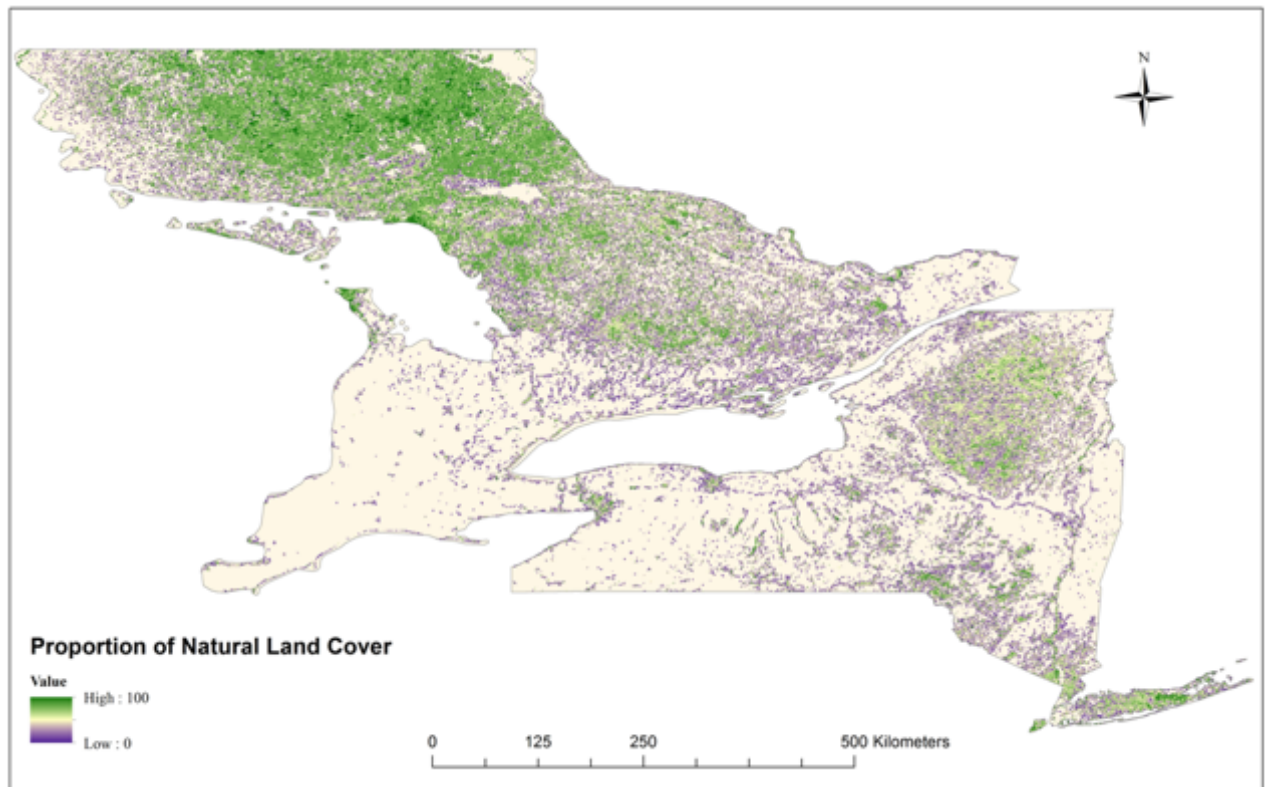 N
Proportion of Natural Land Cover
Value
High : 100
Low : 0
0 125 250 500 Kilometers